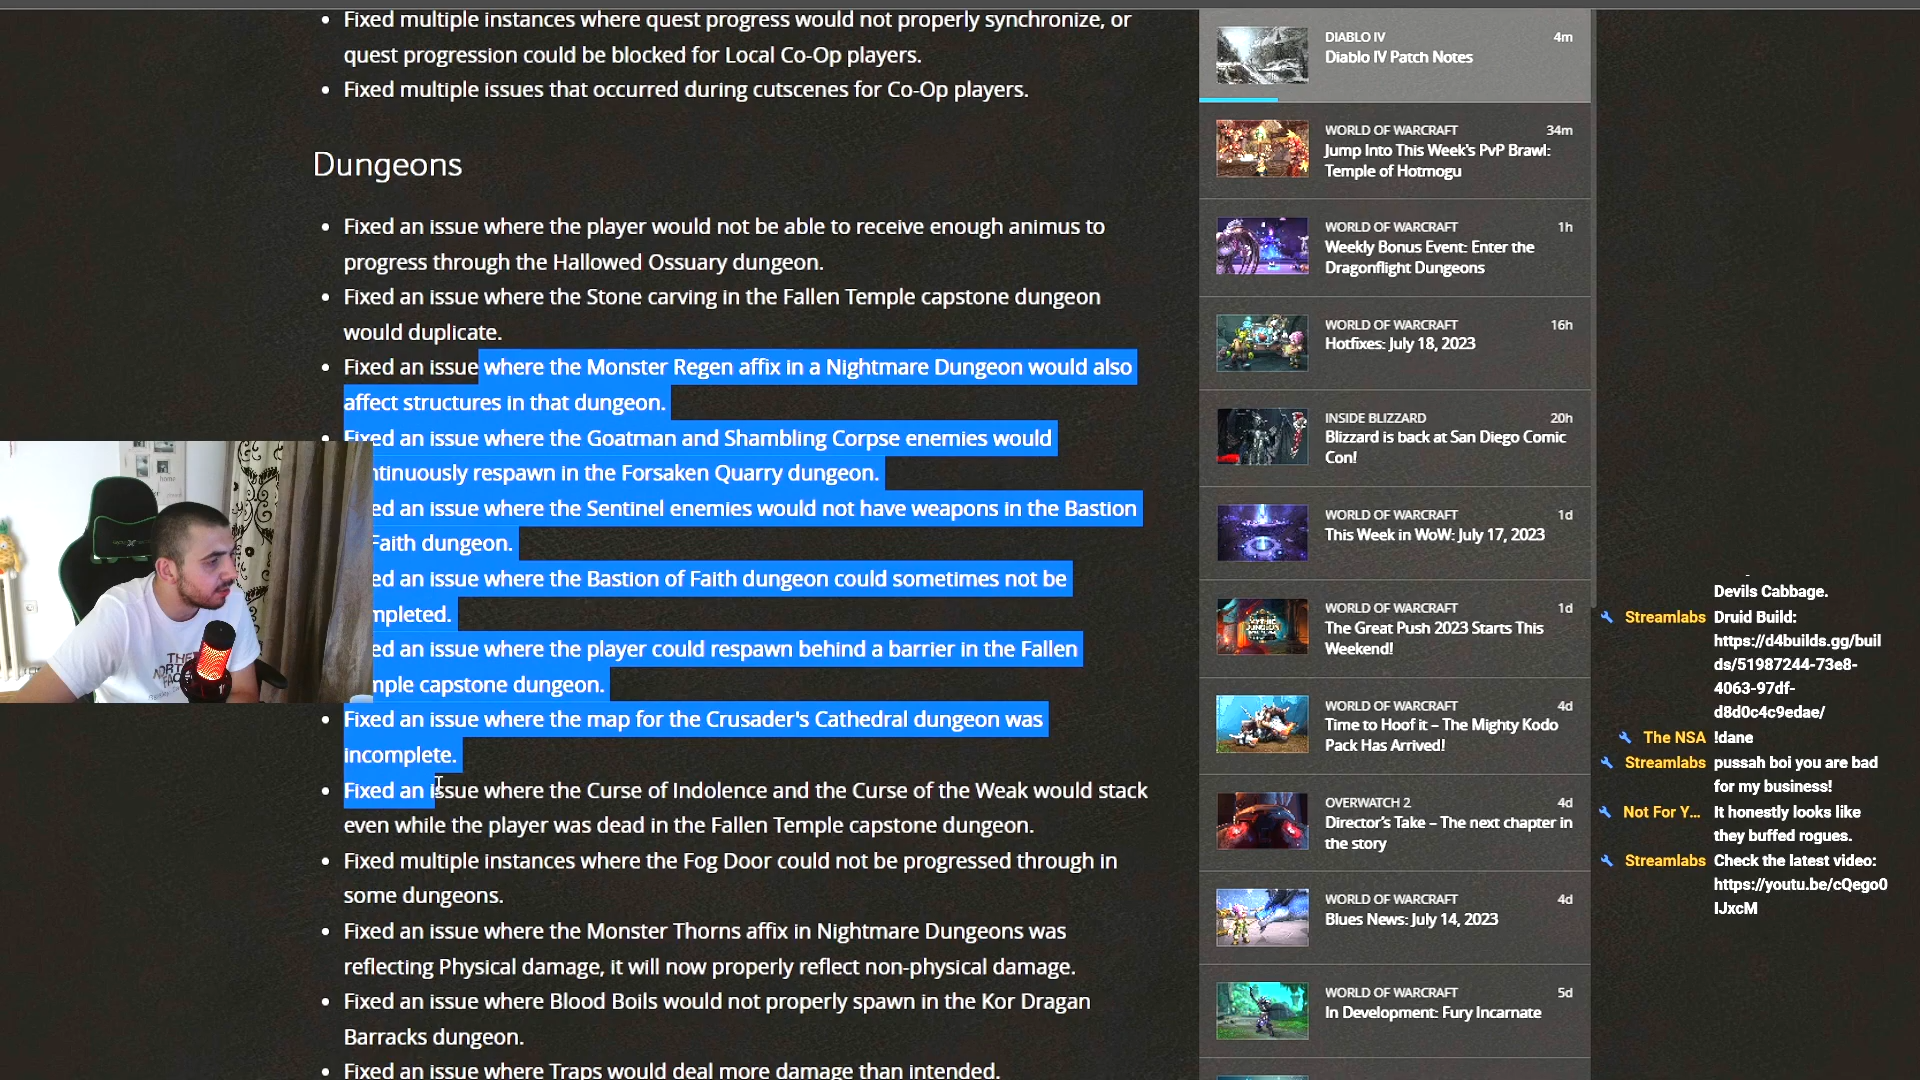 Fixed multiple instances where quest progress would not properly synchronize, or
quest progression could be blocked for Local Co-Op players.
Fixed multiple issues that occurred during cutscenes for Co-Op players.
Dungeons
Fixed an issue where the player would not be able to receive enough animus to
progress through the Hallowed Ossuary dungeon.
Fixed an issue where the Stone carving in the Fallen Temple capstone dungeon
would duplicate.
Fixed an issue where the Monster Regen affix in a Nightmare Dungeon would also
affect structures in that dungeon.
Fixed an issue where the Goatman and Shambling Corpse enemies would
ntinuously respawn in the Forsaken Quarry dungeon.
ed an issue where the Sentinel enemies would not have weapons in the Bastion
Faith dungeon.
ed an issue where the Bastion of Faith dungeon could sometimes not be
mpleted.
ed an issue where the player could respawn behind a barrier in the Fallen
mple capstone dungeon.
Fixed an issue where the map for the Crusader's Cathedral dungeon was
incomplete.
Fixed an issue where the Curse of Indolence and the Curse of the Weak would stack
even while the player was dead in the Fallen Temple capstone dungeon.
Fixed multiple instances where the Fog Door could not be progressed through in
some dungeons.
Fixed an issue where the Monster Thorns affix in Nightmare Dungeons was
reflecting Physical damage, it will now properly reflect non-physical damage.
Fixed an issue where Blood Boils would not properly spawn in the Kor Dragan
Barracks dungeon.
Fixed an issue where Traps would deal more damage than intended.
DIABLO IV 4m
Diablo IV Patch Notes
WORLD OF WARCRAFT 34m
Jump Into This Week's PvP Brawl:
Temple of Hotmogu
WORLD OF WARCRAFT 1h
Weekly Bonus Event: Enter the
Dragonflight Dungeons
WORLD OF WARCRAFT 16h
Hotfixes: July 18, 2023
INSIDE BLIZZARD 20h
Blizzard is back at San Diego Comic
Con!
WORLD OF WARCRAFT 1d
This Week in WoW: July 17, 2023
WORLD OF WARCRAFT 1d
The Great Push 2023 Starts This
Weekend!
WORLD OF WARCRAFT 4d
Time to Hoof it – The Mighty Kodo
Pack Has Arrived!
OVERWATCH 2 4d
Director's Take – The next chapter in
the story
WORLD OF WARCRAFT 4d
Blues News: July 14, 2023
WORLD OF WARCRAFT 5d
In Development: Fury Incarnate
Devils Cabbage.
Streamlabs Druid Build:
https://d4builds.gg/buil
ds/51987244-73e8-
4063-97df-
d8d0c4c9edae/
The NSA !dane
Streamlabs pussah boi you are bad
for my business!
Not For Y... It honestly looks like
they buffed rogues.
Streamlabs Check the latest video:
https://youtu.be/cQego0
IJxcM
THE
NORT
FAC